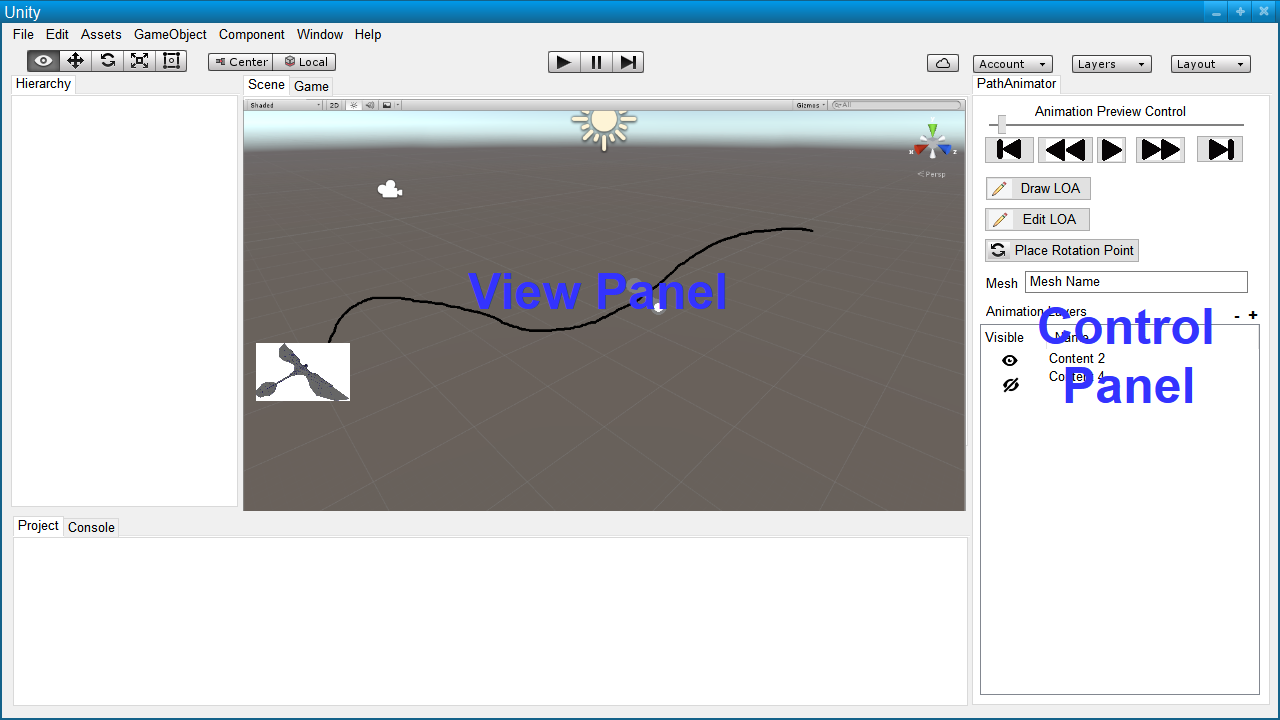 Unity
File Edit Assets GameObject Component Window Help
Center Local
Account Layers Layout
Hierarchy
Scene Game
PathAnimator
Shaded 2D Gizmos All
Animation Preview Control
x z
Persp
Draw LOA
Edit LOA
Place Rotation Point
Mesh Mesh Name
View Panel
Animation Layers - +
Control
Panel
Visible Name
Content 2
Content 4
Project Console